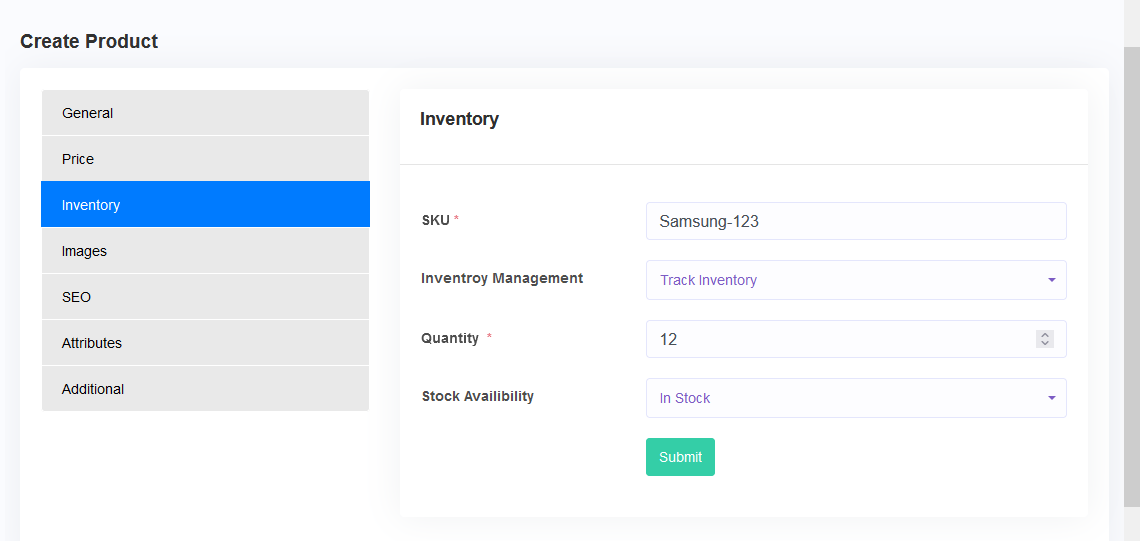 Create Product
General
Price
Inventory
Images
SEO
Attributes
Additional
Inventory
SKU *
Samsung-123
Inventroy Management
Track Inventory
Quantity *
12
Stock Availibility
In Stock
Submit